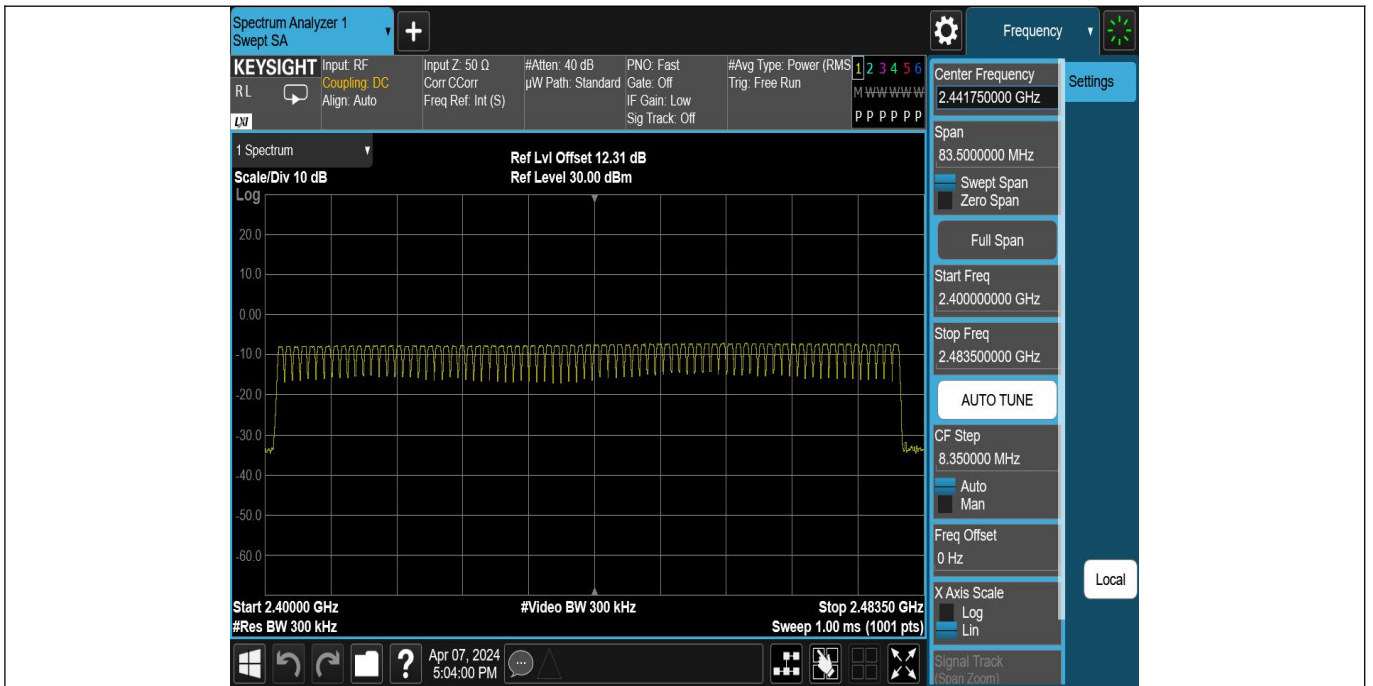 Spectrum Analyzer 1
Swept SA
+
Frequency
KEYSIGHT
RL
LXI
Input: RF
Coupling: DC
Align: Auto
Input Z: 50 Ω
Corr CCorr
Freq Ref: Int (S)
#Atten: 40 dB
µW Path: Standard
PNO: Fast
Gate: Off
IF Gain: Low
Sig Track: Off
#Avg Type: Power (RMS
Trig: Free Run
1 2 3 4 5 6
M W W W W W
P P P P P P
1 Spectrum
Scale/Div 10 dB
Log
Ref Lvl Offset 12.31 dB
Ref Level 30.00 dBm
20.0
10.0
0.00
-10.0
-20.0
-30.0
-40.0
-50.0
-60.0
Start 2.40000 GHz
#Res BW 300 kHz
#Video BW 300 kHz
Stop 2.48350 GHz
Sweep 1.00 ms (1001 pts)
Center Frequency
2.441750000 GHz
Settings
Span
83.5000000 MHz
Swept Span
Zero Span
Full Span
Start Freq
2.400000000 GHz
Stop Freq
2.483500000 GHz
AUTO TUNE
CF Step
8.350000 MHz
Auto
Man
Freq Offset
0 Hz
X Axis Scale
Log
Lin
Signal Track
(Span Zoom)
Local
?
Apr 07, 2024
5:04:00 PM